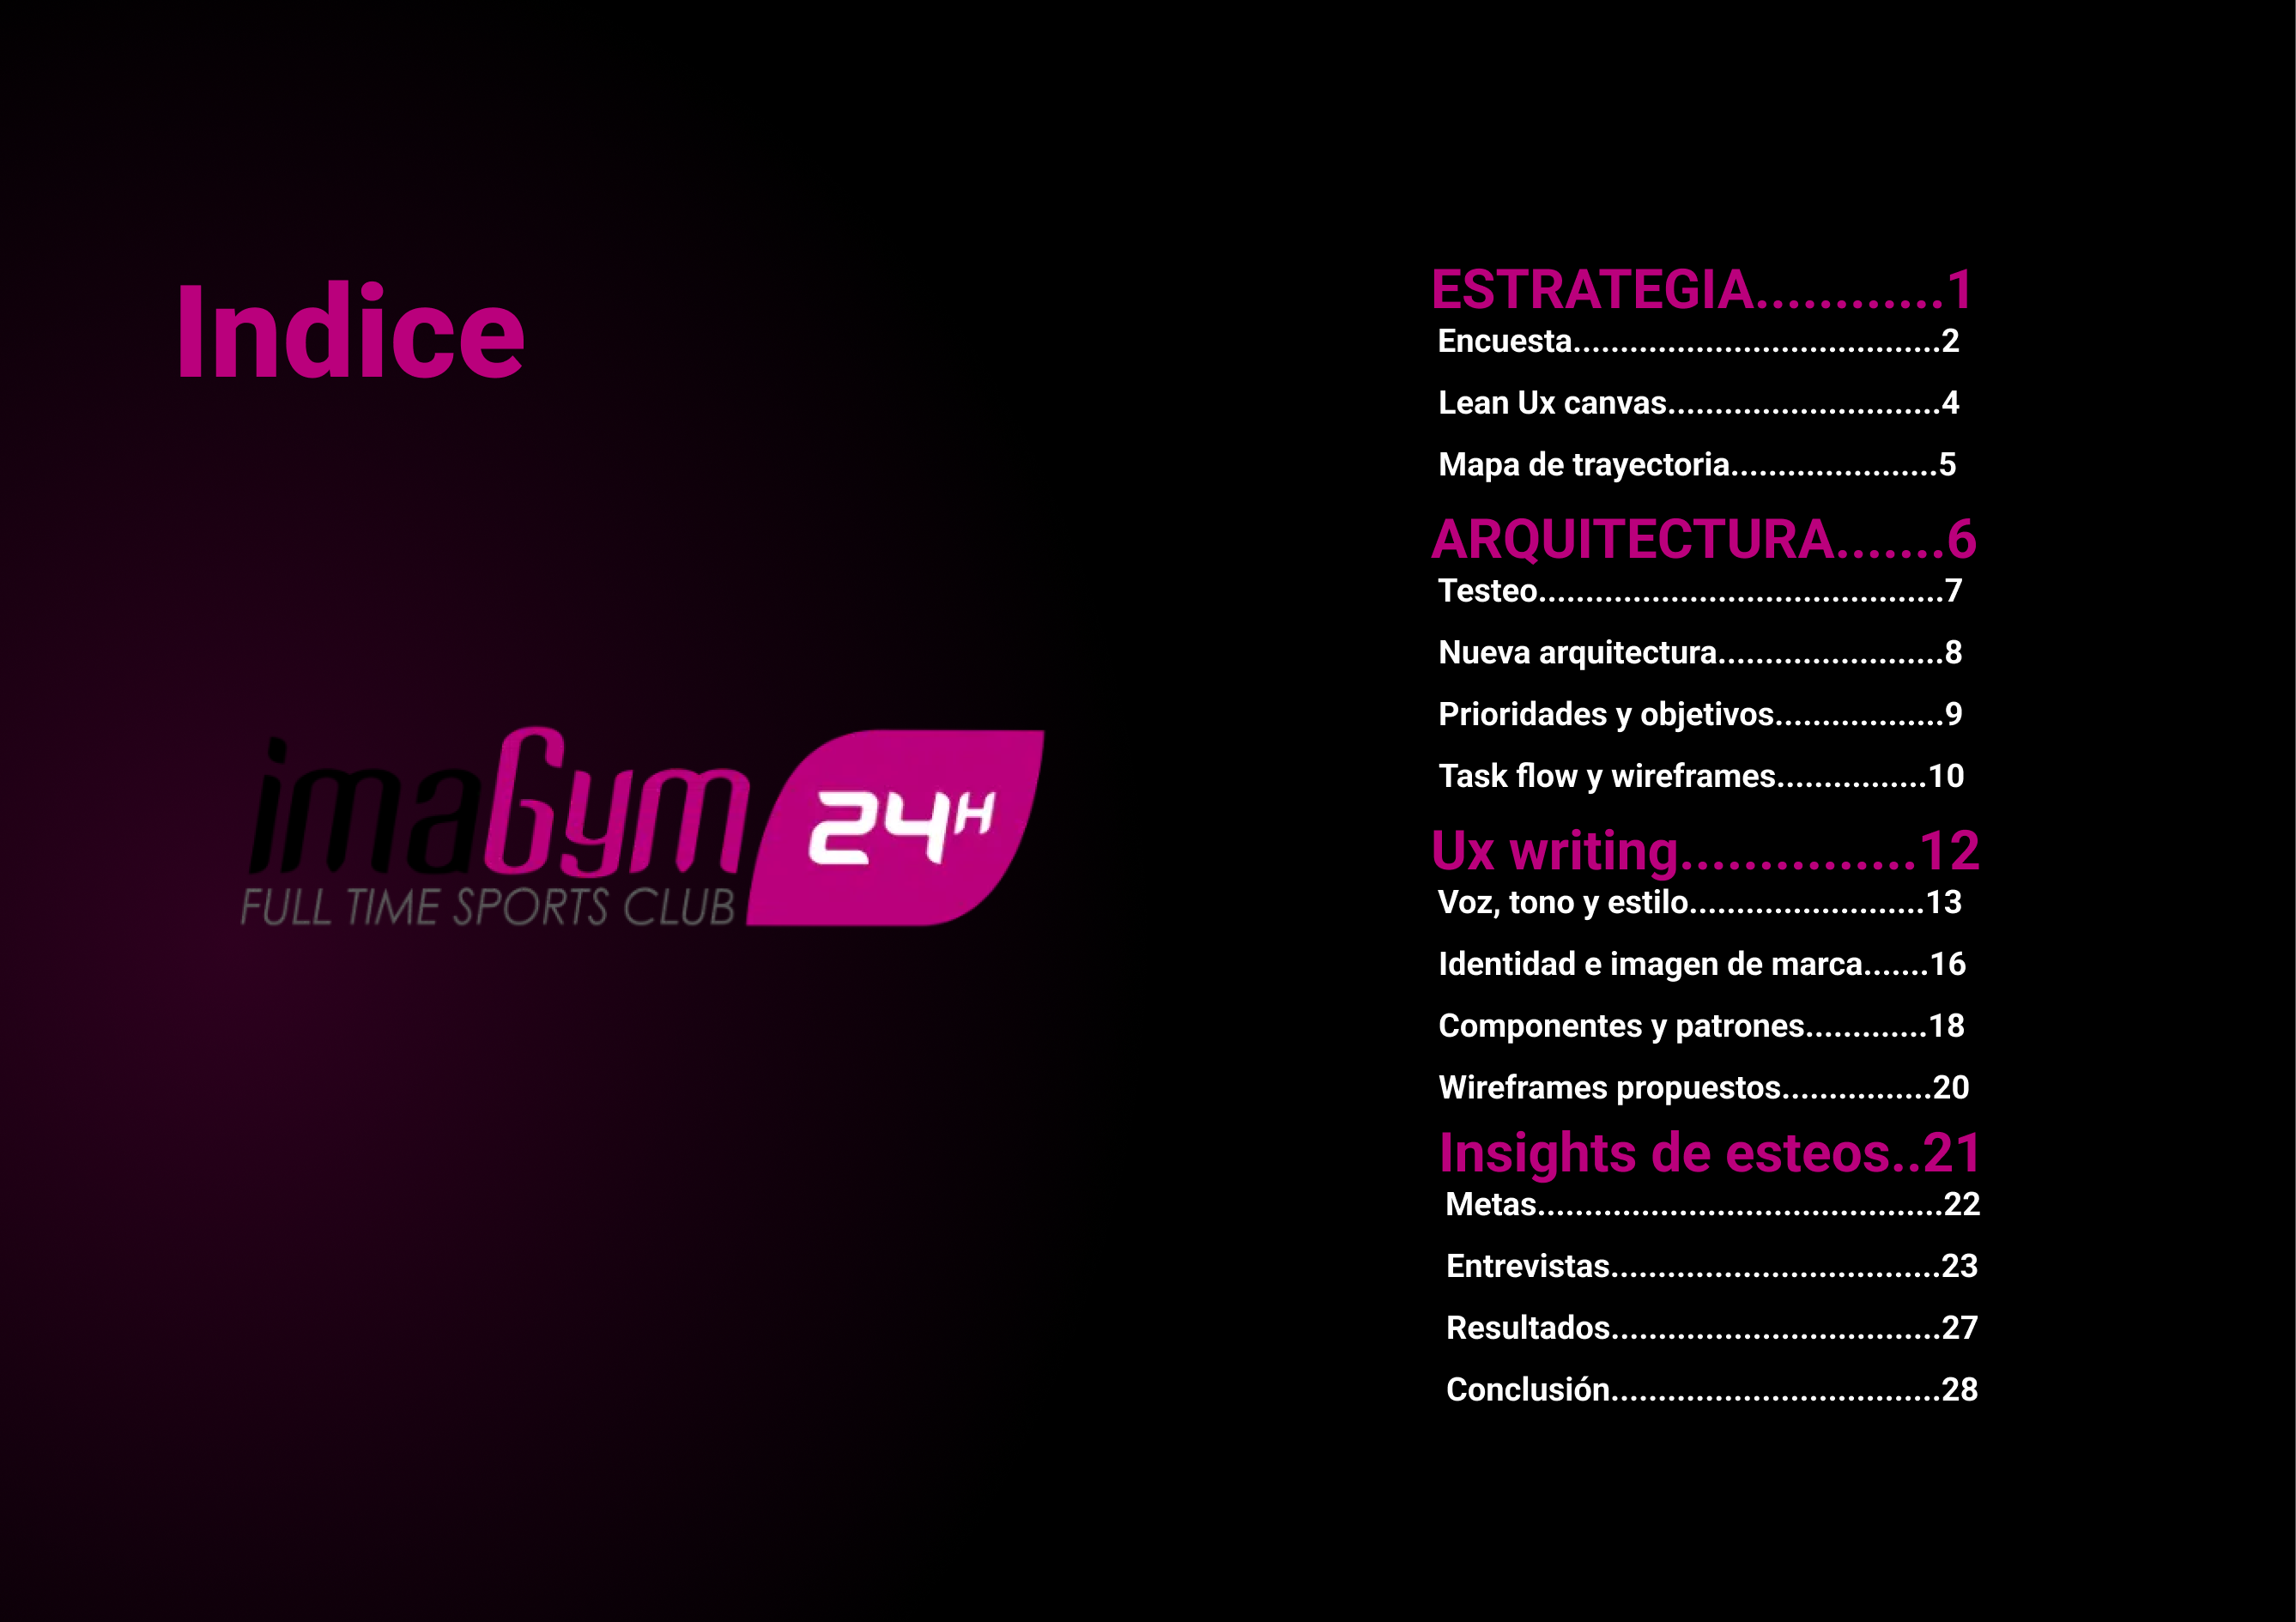 Indice
imaGym 24H
FULL TIME SPORTS CLUB
ESTRATEGIA............1
Encuesta.......................................2
Lean Ux canvas.............................4
Mapa de trayectoria......................5
ARQUITECTURA.......6
Testeo...........................................7
Nueva arquitectura........................8
Prioridades y objetivos..................9
Task flow y wireframes................10
Ux writing...............12
Voz, tono y estilo.........................13
Identidad e imagen de marca.......16
Componentes y patrones.............18
Wireframes propuestos................20
Insights de esteos..21
Metas...........................................22
Entrevistas...................................23
Resultados...................................27
Conclusión...................................28